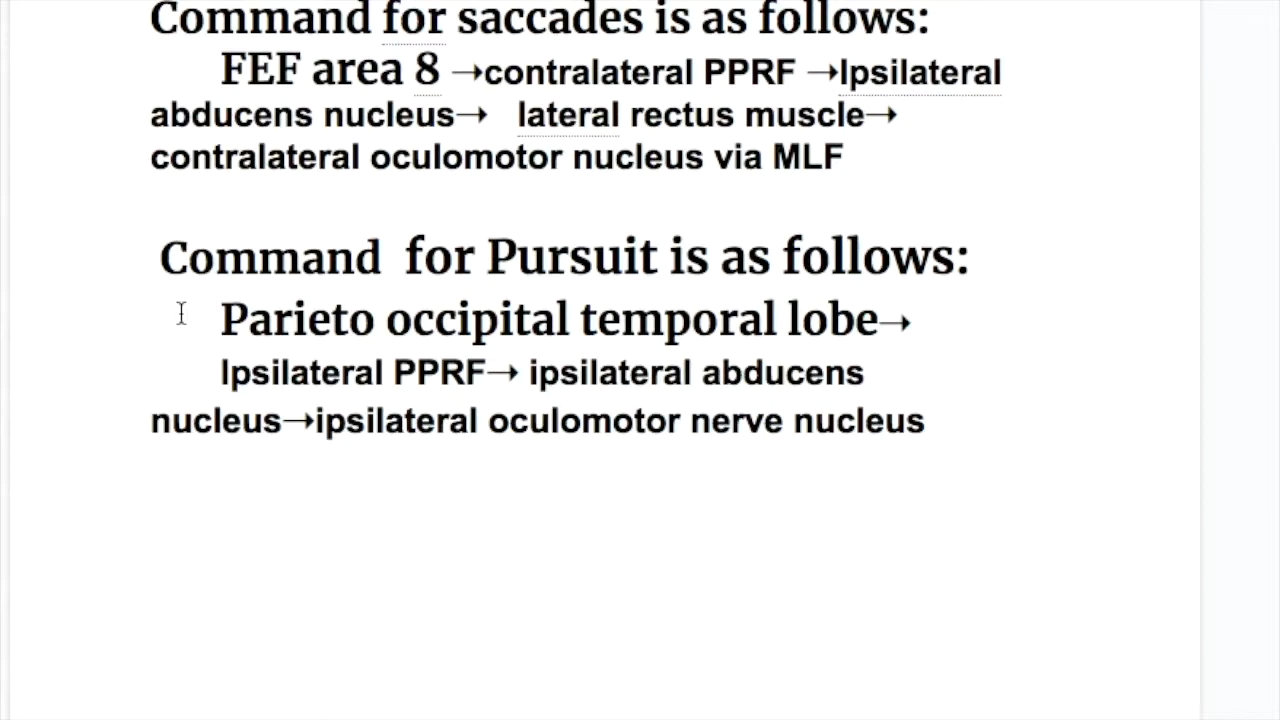 Command for saccades is as follows:
FEF area 8 →contralateral PPRF →Ipsilateral
abducens nucleus→ lateral rectus muscle→
contralateral oculomotor nucleus via MLF
Command for Pursuit is as follows:
Parieto occipital temporal lobe→
Ipsilateral PPRF→ ipsilateral abducens
nucleus→ipsilateral oculomotor nerve nucleus